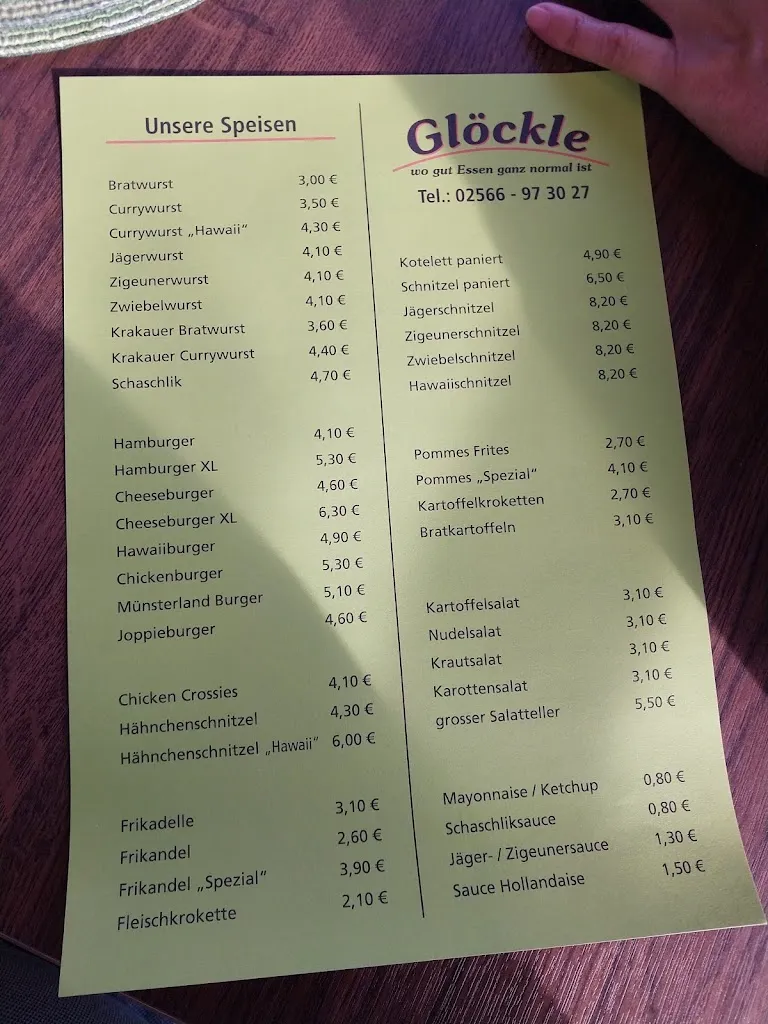 Unsere Speisen
Bratwurst 3,00 €
Currywurst 3,50 €
Currywurst „Hawaii“ 4,30 €
Jägerwurst 4,10 €
Zigeunerwurst 4,10 €
Zwiebelwurst 4,10 €
Krakauer Bratwurst 3,60 €
Krakauer Currywurst 4,40 €
Schaschlik 4,70 €
Hamburger 4,10 €
Hamburger XL 5,30 €
Cheeseburger 4,60 €
Cheeseburger XL 6,30 €
Hawaiiburger 4,90 €
Chickenburger 5,30 €
Münsterland Burger 5,10 €
Joppieburger 4,60 €
Chicken Crossies 4,10 €
Hähnchenschnitzel 4,30 €
Hähnchenschnitzel „Hawaii“ 6,00 €
Frikadelle 3,10 €
Frikandel 2,60 €
Frikandel „Spezial“ 3,90 €
Fleischkrokette 2,10 €
Glöckle
wo gut Essen ganz normal ist
Tel.: 02566 - 97 30 27
Kotelett paniert 4,90 €
Schnitzel paniert 6,50 €
Jägerschnitzel 8,20 €
Zigeunerschnitzel 8,20 €
Zwiebelschnitzel 8,20 €
Hawaiischnitzel 8,20 €
Pommes Frites 2,70 €
Pommes „Spezial“ 4,10 €
Kartoffelkroketten 2,70 €
Bratkartoffeln 3,10 €
Kartoffelsalat 3,10 €
Nudelsalat 3,10 €
Krautsalat 3,10 €
Karottensalat 3,10 €
grosser Salatteller 5,50 €
Mayonnaise / Ketchup 0,80 €
Schaschliksauce 0,80 €
Jäger- / Zigeunersauce 1,30 €
Sauce Hollandaise 1,50 €